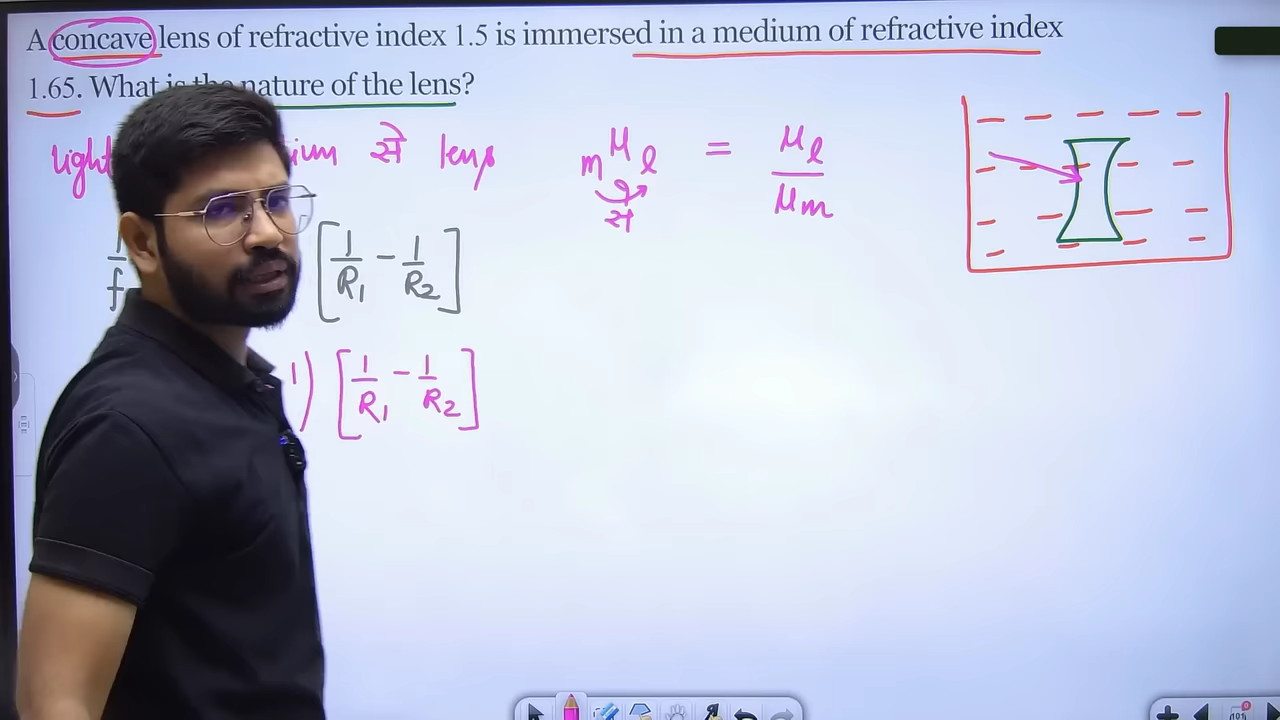 A concave lens of refractive index 1.5 is immersed in a medium of refractive index
1.65. What is the nature of the lens?
light से lens
mμl = μl / μm
से
1/f [1/R1 - 1/R2]
1) [1/R1 - 1/R2]